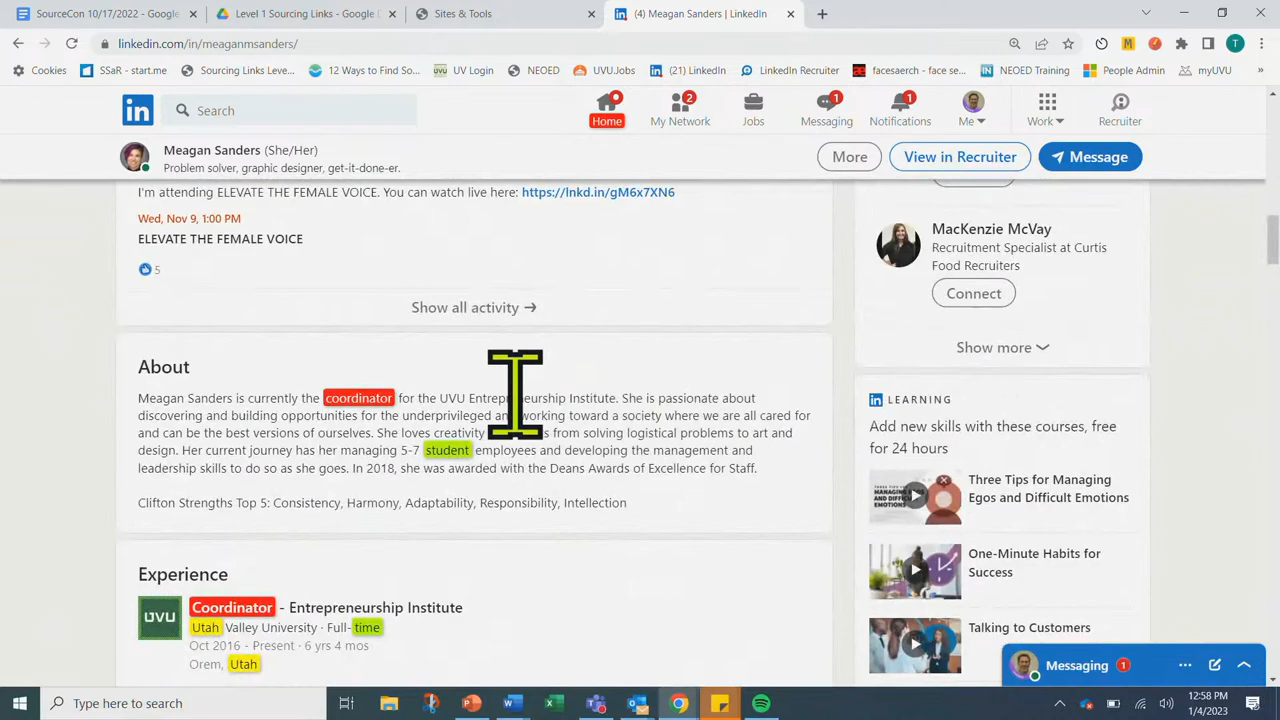 SourceCon 10/17/2022 - Google
Level 1 Sourcing Links - Google D
Sites & Tools
(4) Meagan Sanders | LinkedIn
linkedin.com/in/meaganmsanders/
T
Cookies
SSaR - start.me
Sourcing Links Leve...
12 Ways to Find So...
UV Login
NEOED
UVU.Jobs
(21) LinkedIn
LinkedIn Recruiter
facesaerch - face se...
NEOED Training
People Admin
myUVU
»
in
Search
Home
2
My Network
Jobs
1
Messaging
1
Notifications
Me
Work
Recruiter
Meagan Sanders (She/Her)
Problem solver, graphic designer, get-it-done-er.
More
View in Recruiter
Message
I'm attending ELEVATE THE FEMALE VOICE. You can watch live here: https://lnkd.in/gM6x7XN6
Wed, Nov 9, 1:00 PM
ELEVATE THE FEMALE VOICE
5
Show all activity →
MacKenzie McVay
Recruitment Specialist at Curtis
Food Recruiters
Connect
Show more
About
Meagan Sanders is currently the coordinator for the UVU Entrepreneurship Institute. She is passionate about
discovering and building opportunities for the underprivileged and working toward a society where we are all cared for
and can be the best versions of ourselves. She loves creativity from solving logistical problems to art and
design. Her current journey has her managing 5-7 student employees and developing the management and
leadership skills to do so as she goes. In 2018, she was awarded with the Deans Awards of Excellence for Staff.
Clifton Strengths Top 5: Consistency, Harmony, Adaptability, Responsibility, Intellection
in LEARNING
Add new skills with these courses, free
for 24 hours
Three Tips for Managing
Egos and Difficult Emotions
One-Minute Habits for
Success
Talking to Customers
Experience
UVU
Coordinator - Entrepreneurship Institute
Utah Valley University · Full-time
Oct 2016 - Present · 6 yrs 4 mos
Orem, Utah
Messaging 1
Type here to search
12:58 PM
1/4/2023